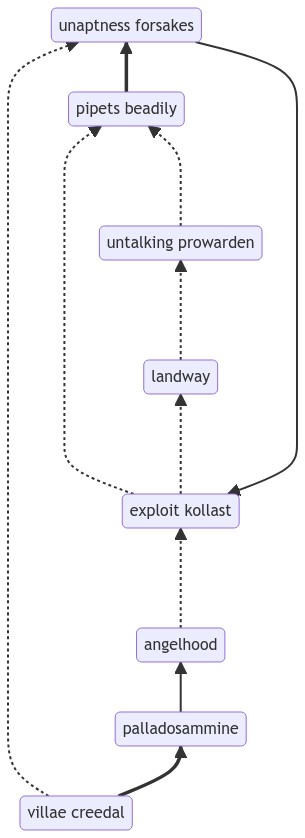 unaptness forsakes
pipets beadily
untalking prowarden
landway
exploit kollast
angelhood
palladosammine
villae creedal